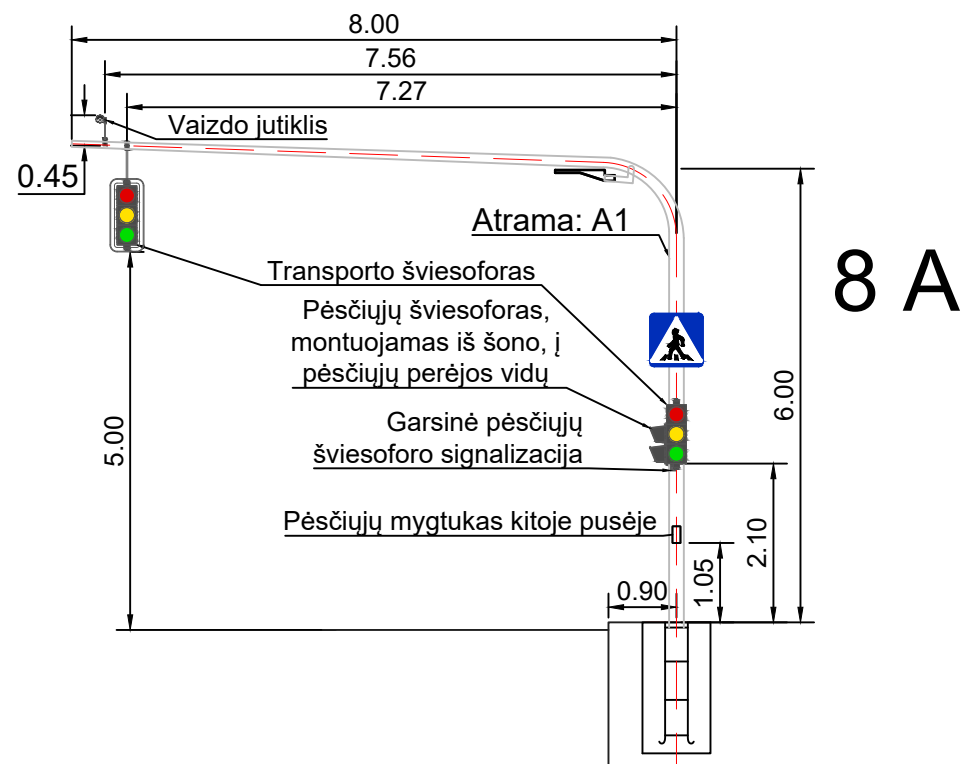 8.00
7.56
7.27
Vaizdo jutiklis
0.45
Atrama: A1
8 A
Transporto šviesoforas
Pėsčiųjų šviesoforas,
montuojamas iš šono, į
pėsčiųjų perėjos vidų
6.00
5.00
Garsinė pėsčiųjų
šviesoforo signalizacija
Pėsčiųjų mygtukas kitoje pusėje
2.10
1.05
0.90